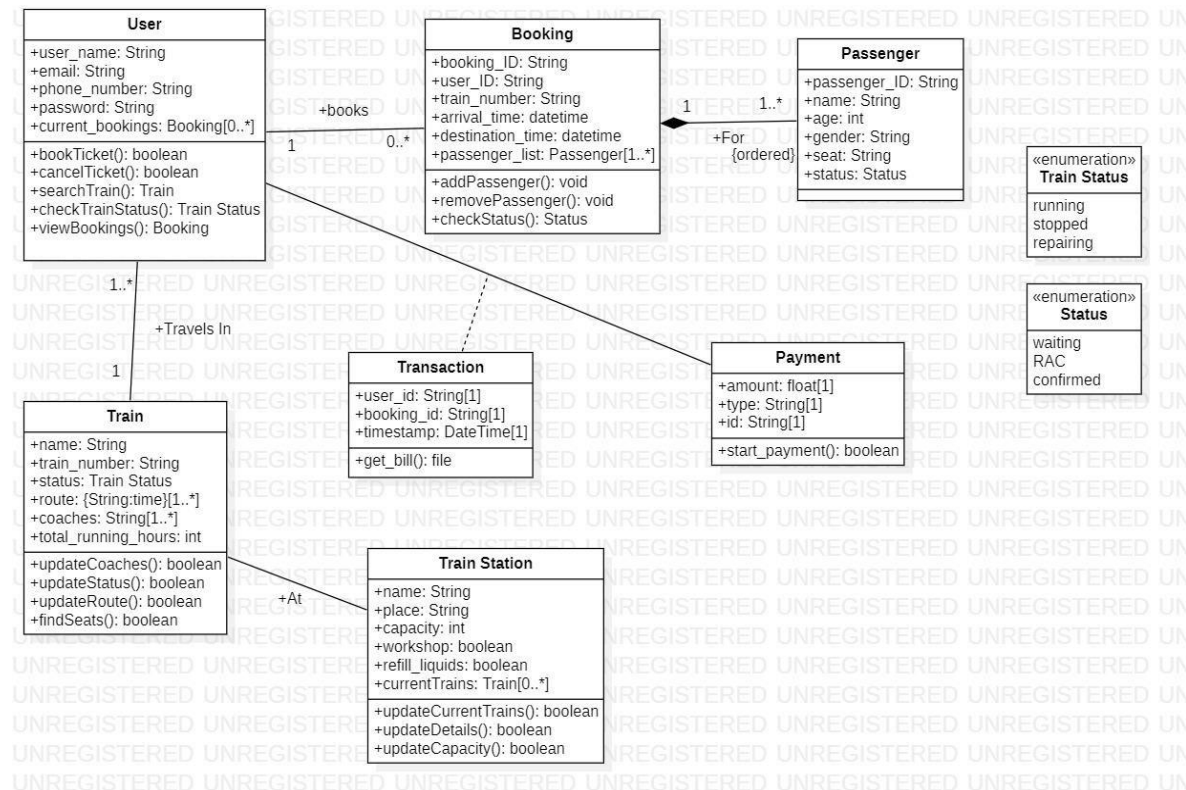 User
+user_name: String
+email: String
+phone_number: String
+password: String
+current_bookings: Booking[0..*]
+bookTicket(): boolean
+cancelTicket(): boolean
+searchTrain(): Train
+checkTrainStatus(): Train Status
+viewBookings(): Booking
+books
1
0..*
Booking
+booking_ID: String
+user_ID: String
+train_number: String
+arrival_time: datetime
+destination_time: datetime
+passenger_list: Passenger[1..*]
+addPassenger(): void
+removePassenger(): void
+checkStatus(): Status
1
1..*
+For
{ordered}
Passenger
+passenger_ID: String
+name: String
+age: int
+gender: String
+seat: String
+status: Status
«enumeration»
Train Status
running
stopped
repairing
«enumeration»
Status
waiting
RAC
confirmed
1..*
+Travels In
1
Transaction
+user_id: String[1]
+booking_id: String[1]
+timestamp: DateTime[1]
+get_bill(): file
Payment
+amount: float[1]
+type: String[1]
+id: String[1]
+start_payment(): boolean
Train
+name: String
+train_number: String
+status: Train Status
+route: {String:time}[1..*]
+coaches: String[1..*]
+total_running_hours: int
+updateCoaches(): boolean
+updateStatus(): boolean
+updateRoute(): boolean
+findSeats(): boolean
+At
Train Station
+name: String
+place: String
+capacity: int
+workshop: boolean
+refill_liquids: boolean
+currentTrains: Train[0..*]
+updateCurrentTrains(): boolean
+updateDetails(): boolean
+updateCapacity(): boolean
UNREGISTERED